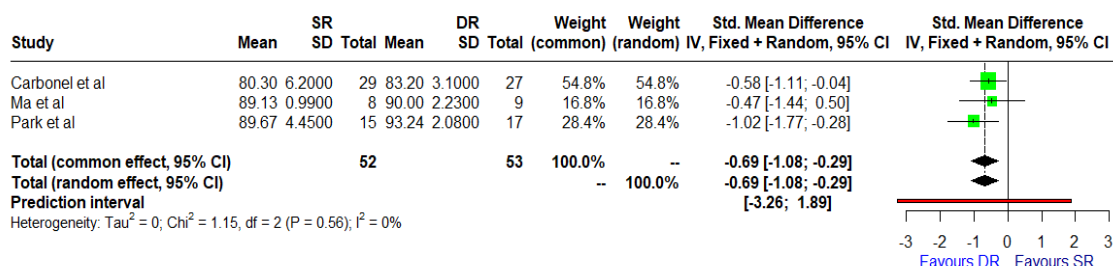 SR DR Weight Weight Std. Mean Difference Std. Mean Difference
Study Mean SD Total Mean SD Total (common) (random) IV, Fixed + Random, 95% CI IV, Fixed + Random, 95% CI
Carbonel et al 80.30 6.2000 29 83.20 3.1000 27 54.8% 54.8% -0.58 [-1.11; -0.04]
Ma et al 89.13 0.9900 8 90.00 2.2300 9 16.8% 16.8% -0.47 [-1.44; 0.50]
Park et al 89.67 4.4500 15 93.24 2.0800 17 28.4% 28.4% -1.02 [-1.77; -0.28]
Total (common effect, 95% CI) 52 53 100.0% -- -0.69 [-1.08; -0.29]
Total (random effect, 95% CI) -- 100.0% -0.69 [-1.08; -0.29]
Prediction interval [-3.26; 1.89]
Heterogeneity: Tau² = 0; Chi² = 1.15, df = 2 (P = 0.56); I² = 0%
-3 -2 -1 0 1 2 3
Favours DR Favours SR